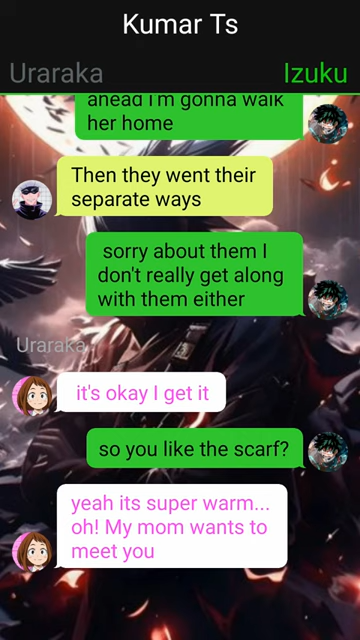 Kumar Ts
Uraraka Izuku
ahead I'm gonna walk
her home
Then they went their
separate ways
sorry about them I
don't really get along
with them either
Uraraka
it's okay I get it
so you like the scarf?
yeah its super warm...
oh! My mom wants to
meet you